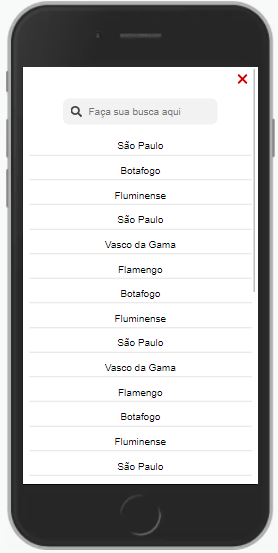 Faça sua busca aqui
São Paulo
Botafogo
Fluminense
São Paulo
Vasco da Gama
Flamengo
Botafogo
Fluminense
São Paulo
Vasco da Gama
Flamengo
Botafogo
Fluminense
São Paulo